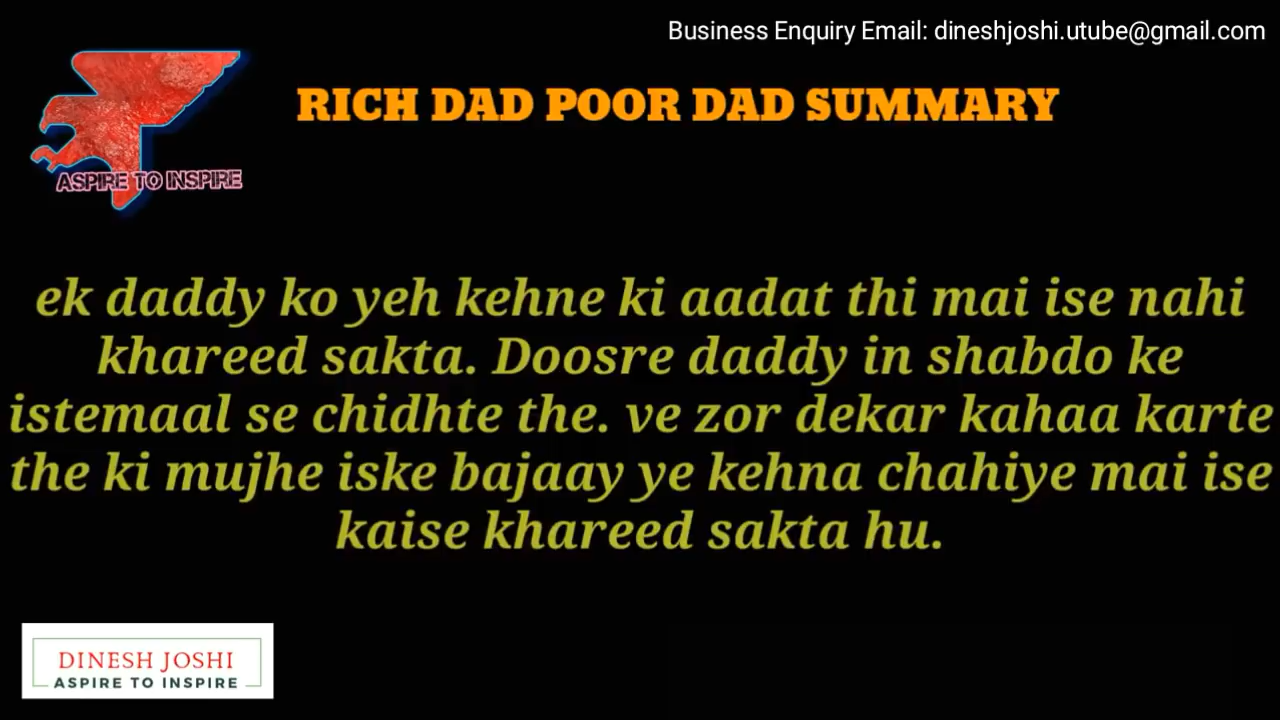 Business Enquiry Email: dineshjoshi.utube@gmail.com
RICH DAD POOR DAD SUMMARY
ASPIRE TO INSPIRE
ek daddy ko yeh kehne ki aadat thi mai ise nahi
khareed sakta. Doosre daddy in shabdo ke
istemaal se chidhte the. ve zor dekar kahaa karte
the ki mujhe iske bajaay ye kehna chahiye mai ise
kaise khareed sakta hu.
DINESH JOSHI
ASPIRE TO INSPIRE